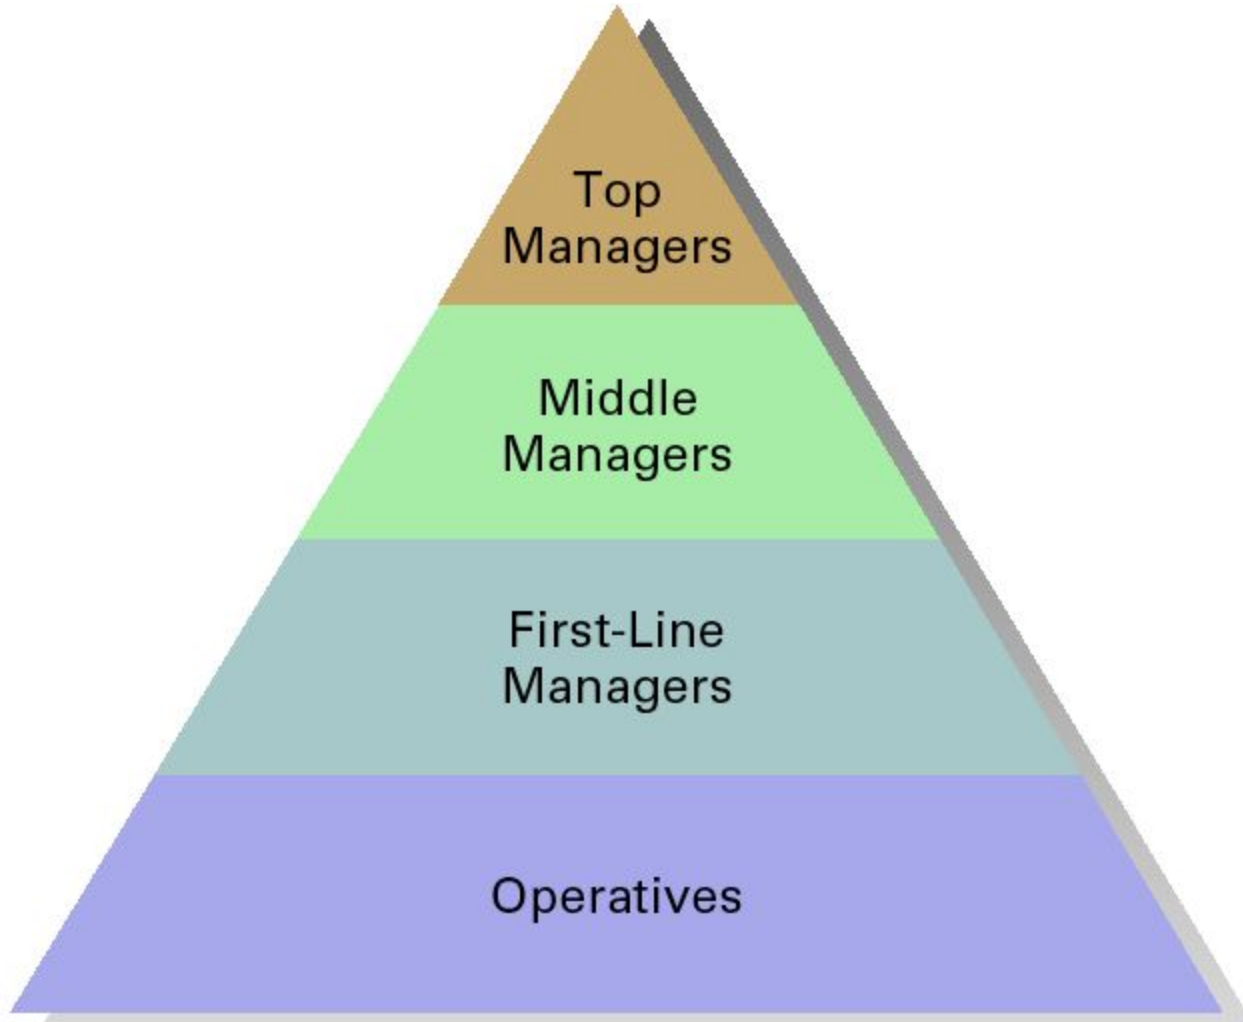 Top
Managers
Middle
Managers
First-Line
Managers
Operatives